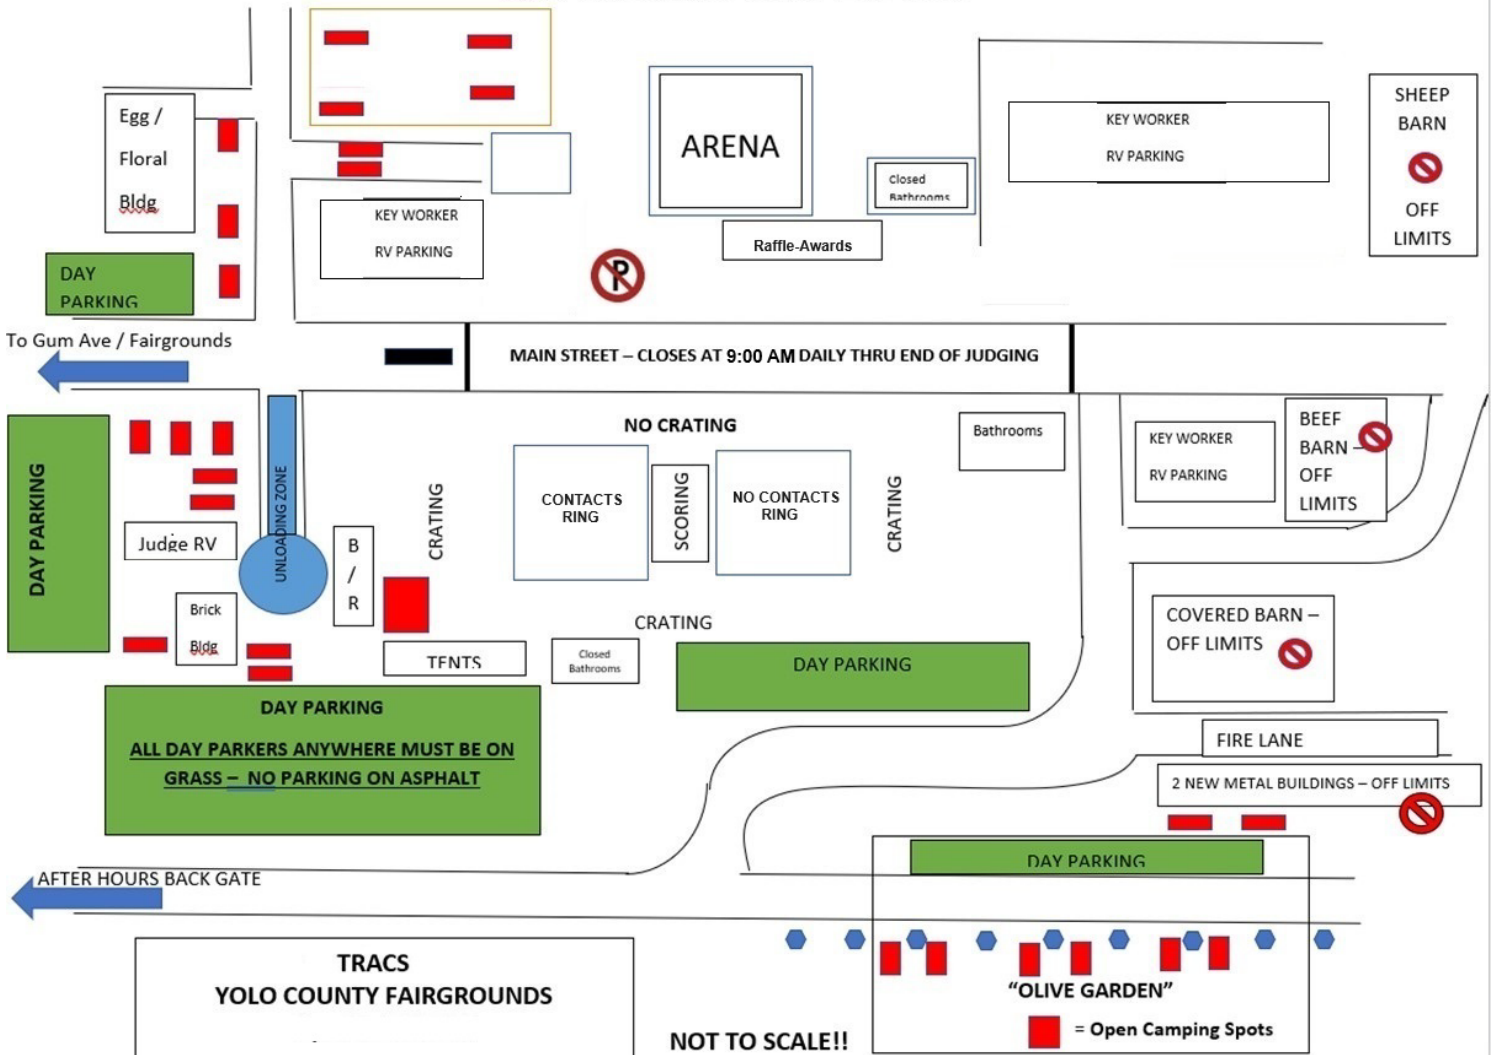 Egg /
Floral
Bldg
DAY
PARKING
KEY WORKER
RV PARKING
ARENA
Closed
Bathrooms
Raffle-Awards
P
KEY WORKER
RV PARKING
SHEEP
BARN
OFF
LIMITS
To Gum Ave / Fairgrounds
MAIN STREET – CLOSES AT 9:00 AM DAILY THRU END OF JUDGING
DAY PARKING
UNLOADING ZONE
Judge RV
Brick
Bldg
B
/
R
CRATING
NO CRATING
CONTACTS
RING
SCORING
NO CONTACTS
RING
CRATING
Bathrooms
KEY WORKER
RV PARKING
BEEF
BARN –
OFF
LIMITS
CRATING
TENTS
Closed
Bathrooms
DAY PARKING
COVERED BARN –
OFF LIMITS
DAY PARKING
ALL DAY PARKERS ANYWHERE MUST BE ON
GRASS – NO PARKING ON ASPHALT
FIRE LANE
2 NEW METAL BUILDINGS – OFF LIMITS
DAY PARKING
AFTER HOURS BACK GATE
TRACS
YOLO COUNTY FAIRGROUNDS
NOT TO SCALE!!
"OLIVE GARDEN"
= Open Camping Spots